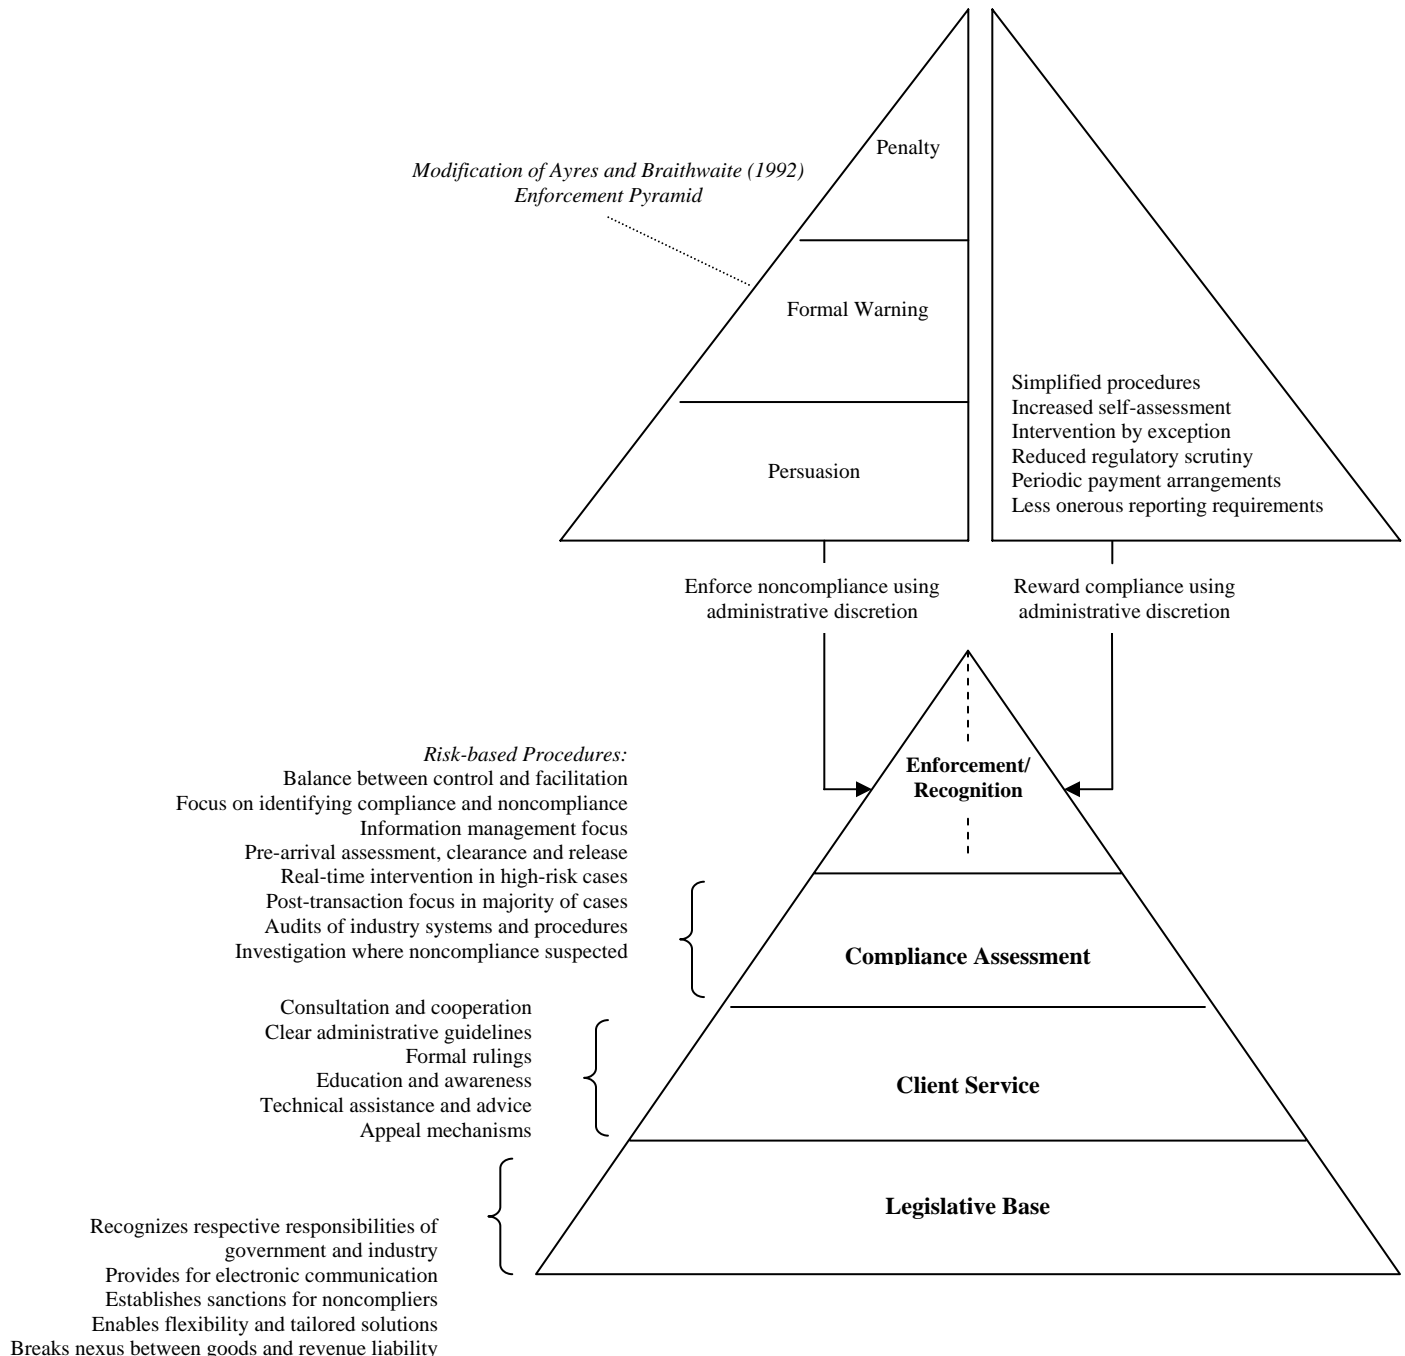 Penalty
Modification of Ayres and Braithwaite (1992)
Enforcement Pyramid
Formal Warning
Persuasion
Simplified procedures
Increased self-assessment
Intervention by exception
Reduced regulatory scrutiny
Periodic payment arrangements
Less onerous reporting requirements
Enforce noncompliance using
administrative discretion
Reward compliance using
administrative discretion
Enforcement/
Recognition
Risk-based Procedures:
Balance between control and facilitation
Focus on identifying compliance and noncompliance
Information management focus
Pre-arrival assessment, clearance and release
Real-time intervention in high-risk cases
Post-transaction focus in majority of cases
Audits of industry systems and procedures
Investigation where noncompliance suspected
Compliance Assessment
Consultation and cooperation
Clear administrative guidelines
Formal rulings
Education and awareness
Technical assistance and advice
Appeal mechanisms
Client Service
Legislative Base
Recognizes respective responsibilities of
government and industry
Provides for electronic communication
Establishes sanctions for noncompliers
Enables flexibility and tailored solutions
Breaks nexus between goods and revenue liability